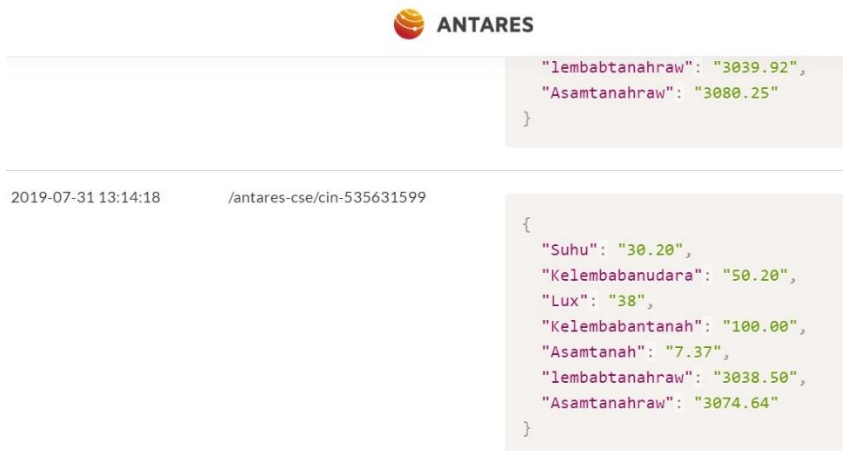 ANTARES
"lembabtanahraw": "3039.92",
"Asamtanahraw": "3080.25"
}
2019-07-31 13:14:18 /antares-cse/cin-535631599
{
"Suhu": "30.20",
"Kelembabanudara": "50.20",
"Lux": "38",
"Kelembabantanah": "100.00",
"Asamtanah": "7.37",
"lembabtanahraw": "3038.50",
"Asamtanahraw": "3074.64"
}